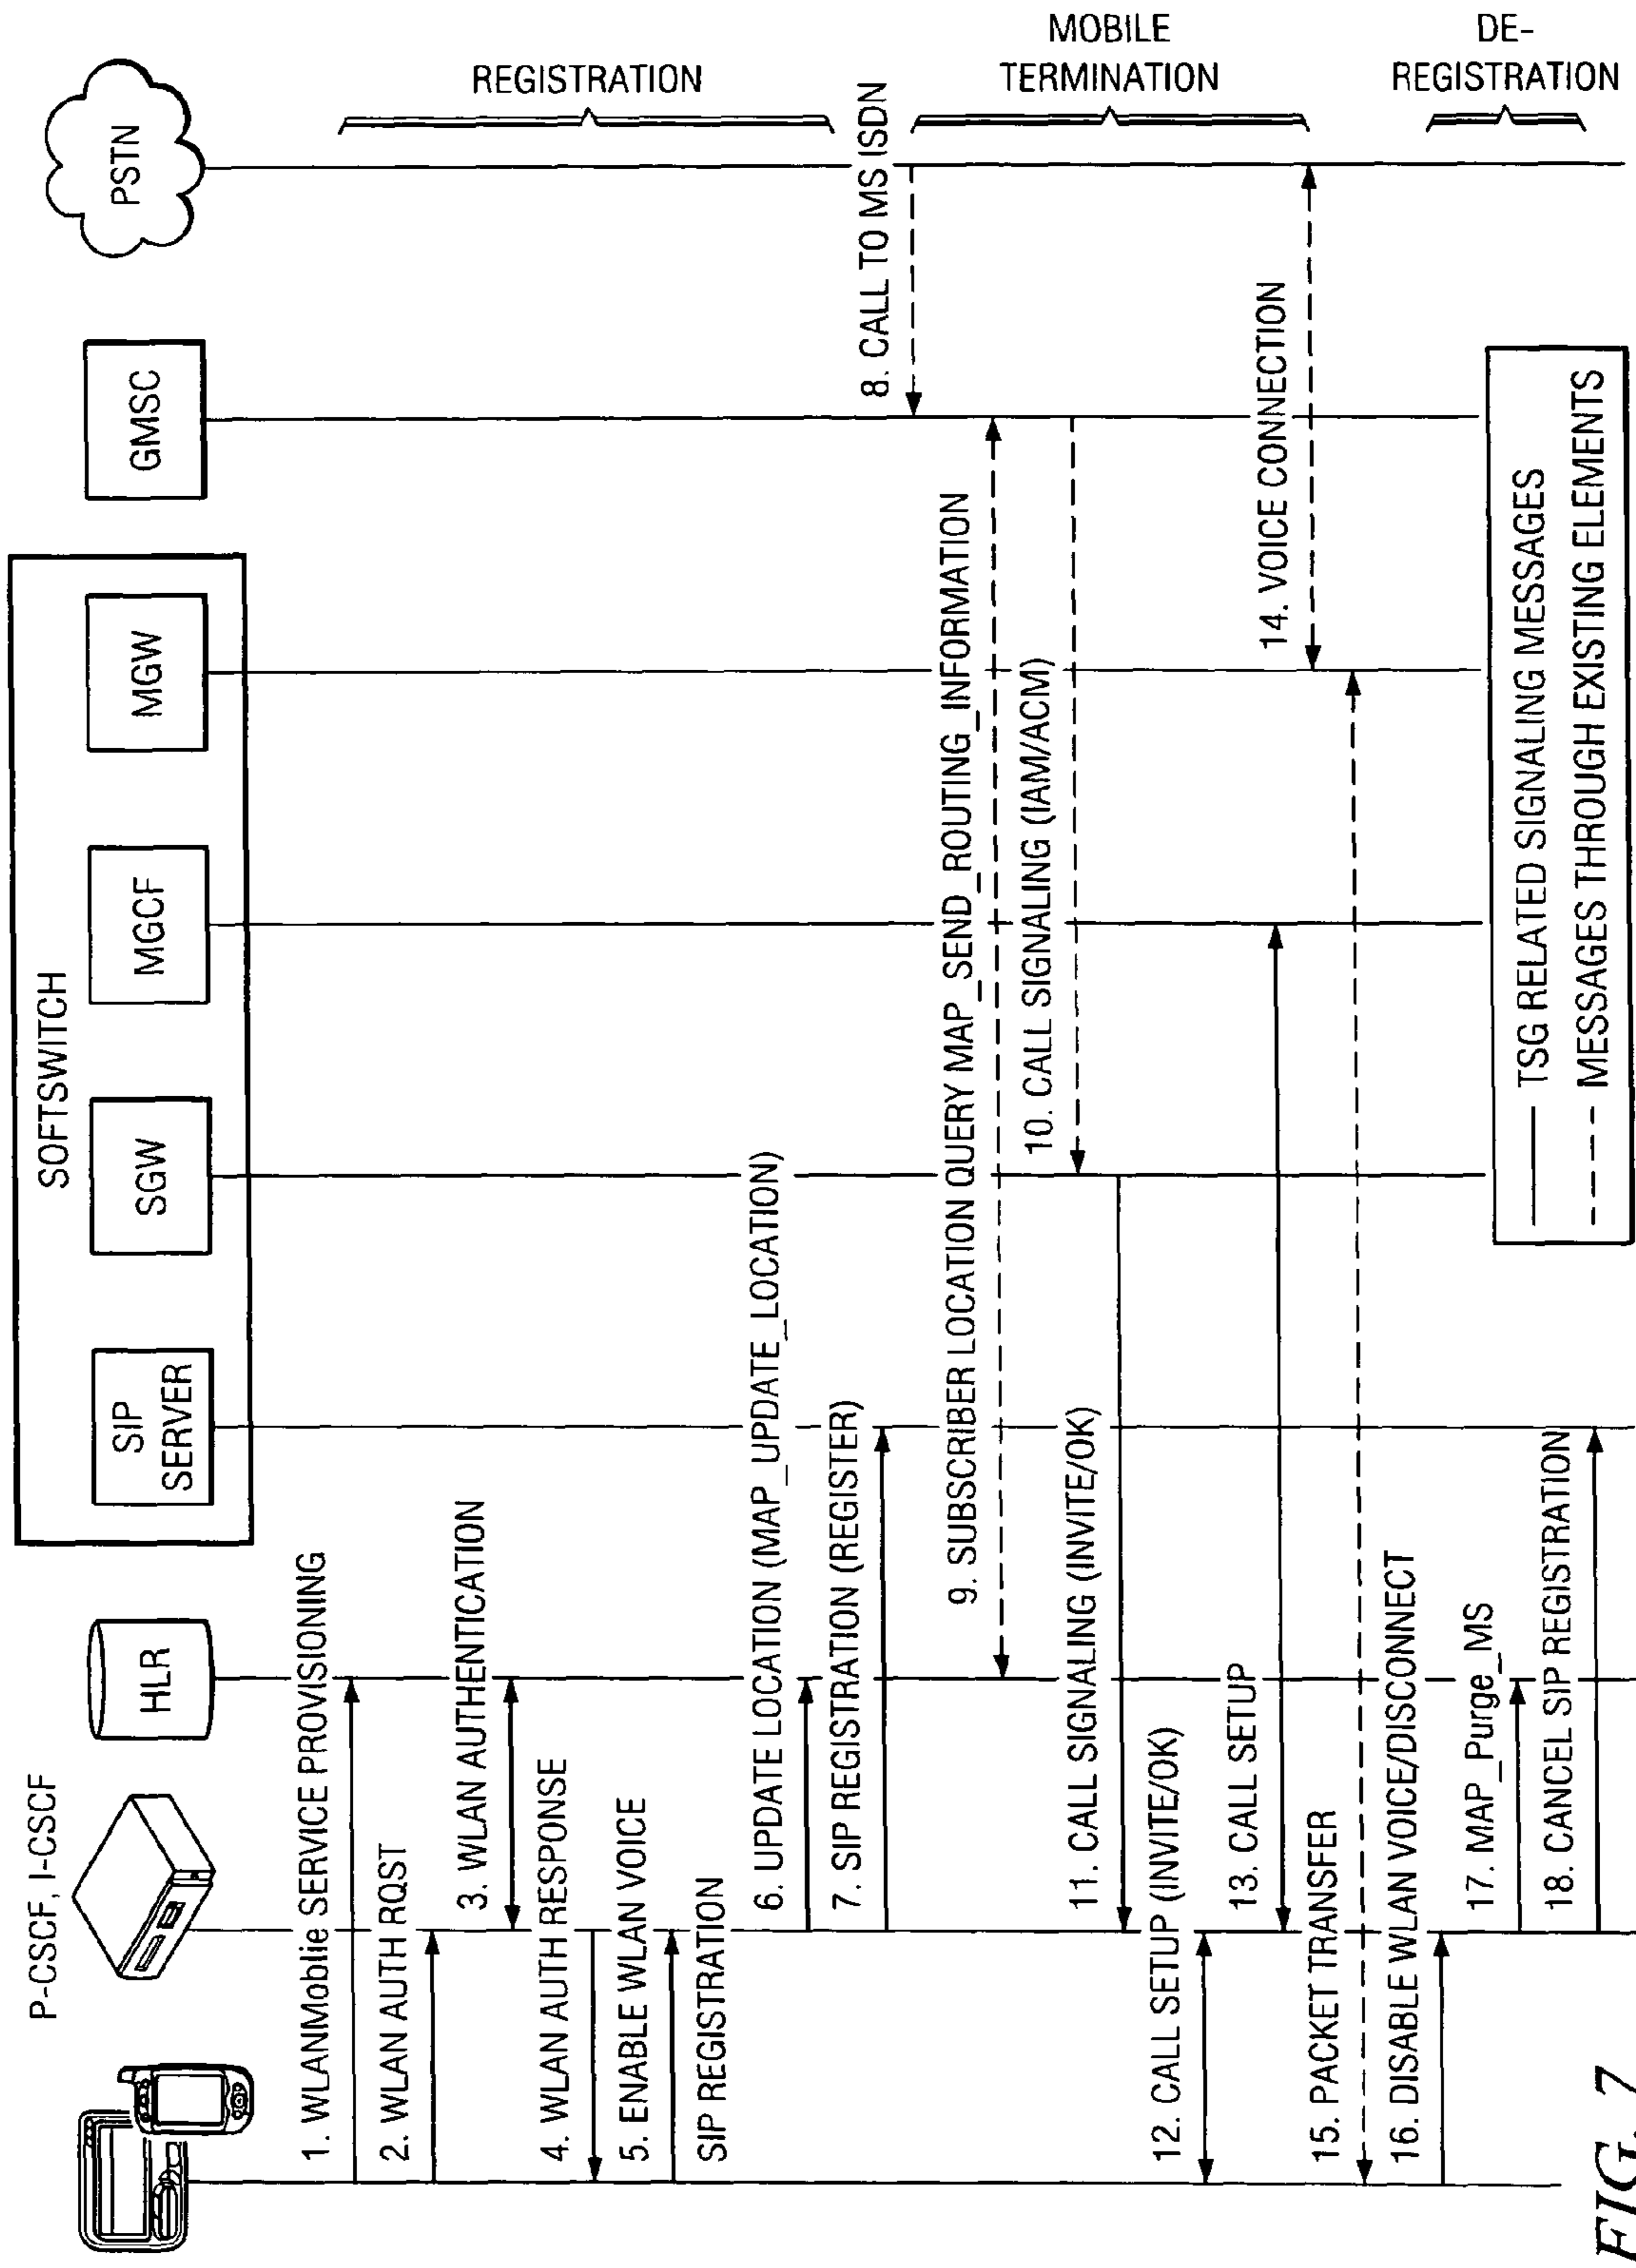 P-CSCF, I-CSCF
HLR
SOFTSWITCH
SIP
SERVER
SGW
MGCF
MGW
GMSC
PSTN
REGISTRATION
1. WLANMoblie SERVICE PROVISIONING
2. WLAN AUTH RQST
3. WLAN AUTHENTICATION
4. WLAN AUTH RESPONSE
5. ENABLE WLAN VOICE
SIP REGISTRATION
6. UPDATE LOCATION (MAP_UPDATE_LOCATION)
7. SIP REGISTRATION (REGISTER)
8. CALL TO MS ISDN
MOBILE
TERMINATION
9. SUBSCRIBER LOCATION QUERY MAP_SEND_ROUTING_INFORMATION
10. CALL SIGNALING (IAM/ACM)
11. CALL SIGNALING (INVITE/OK)
12. CALL SETUP (INVITE/OK)
13. CALL SETUP
14. VOICE CONNECTION
15. PACKET TRANSFER
16. DISABLE WLAN VOICE/DISCONNECT
DE-
REGISTRATION
17. MAP_Purge_MS
18. CANCEL SIP REGISTRATION
TSG RELATED SIGNALING MESSAGES
MESSAGES THROUGH EXISTING ELEMENTS
FIG. 7